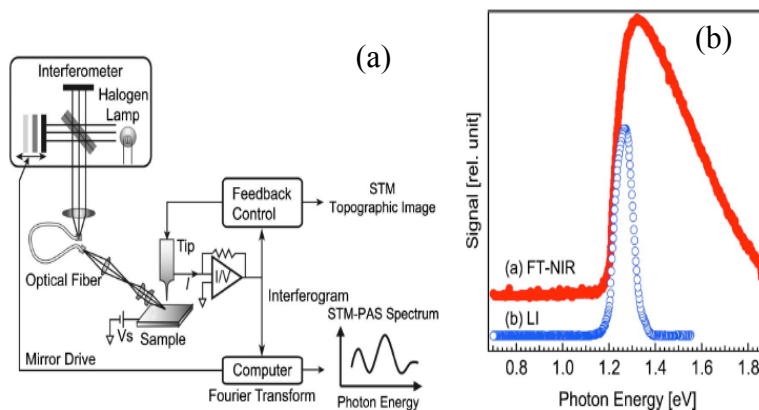 (a)
Interferometer
Halogen
Lamp
Feedback
Control
STM
Topographic Image
Tip
Optical Fiber
I
I/V
Interferogram
STM-PAS Spectrum
Vs
Sample
Mirror Drive
Computer
Fourier Transform
Photon Energy
(b)
Signal [rel. unit]
(a) FT-NIR
(b) LI
0.8 1.0 1.2 1.4 1.6 1.8
Photon Energy [eV]